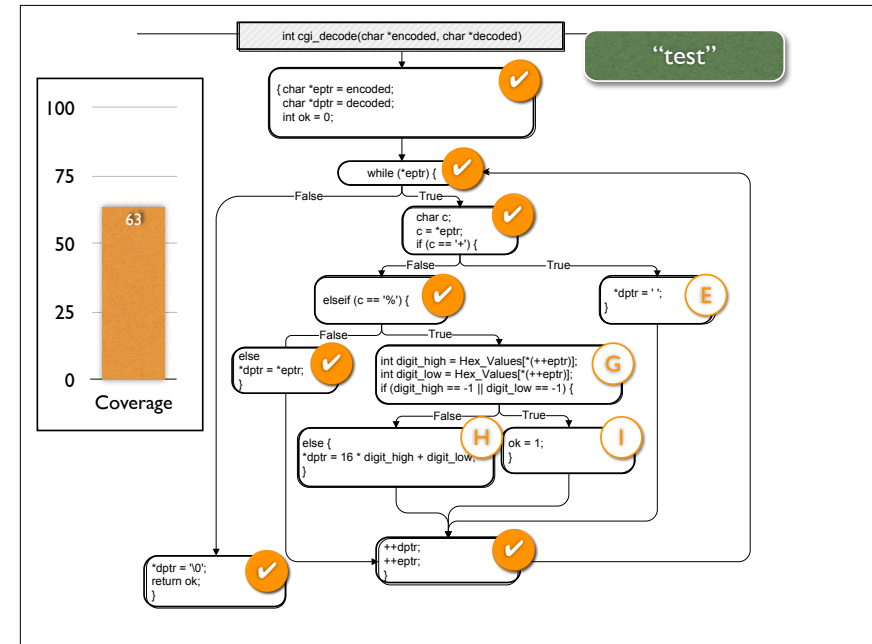 int cgi_decode(char *encoded, char *decoded)
“test”
{ char *eptr = encoded;
char *dptr = decoded;
int ok = 0;
✔
100
75
50
25
0
63
Coverage
while (*eptr) {
✔
False
True
char c;
c = *eptr;
if (c == '+') {
✔
False
True
elseif (c == '%') {
✔
*dptr = ' ';
}
E
False
True
else
*dptr = *eptr;
}
✔
int digit_high = Hex_Values[*(++eptr)];
int digit_low = Hex_Values[*(++eptr)];
if (digit_high == -1 || digit_low == -1) {
G
False
True
else {
*dptr = 16 * digit_high + digit_low;
}
H
ok = 1;
}
I
++dptr;
++eptr;
}
✔
*dptr = '\0';
return ok;
}
✔